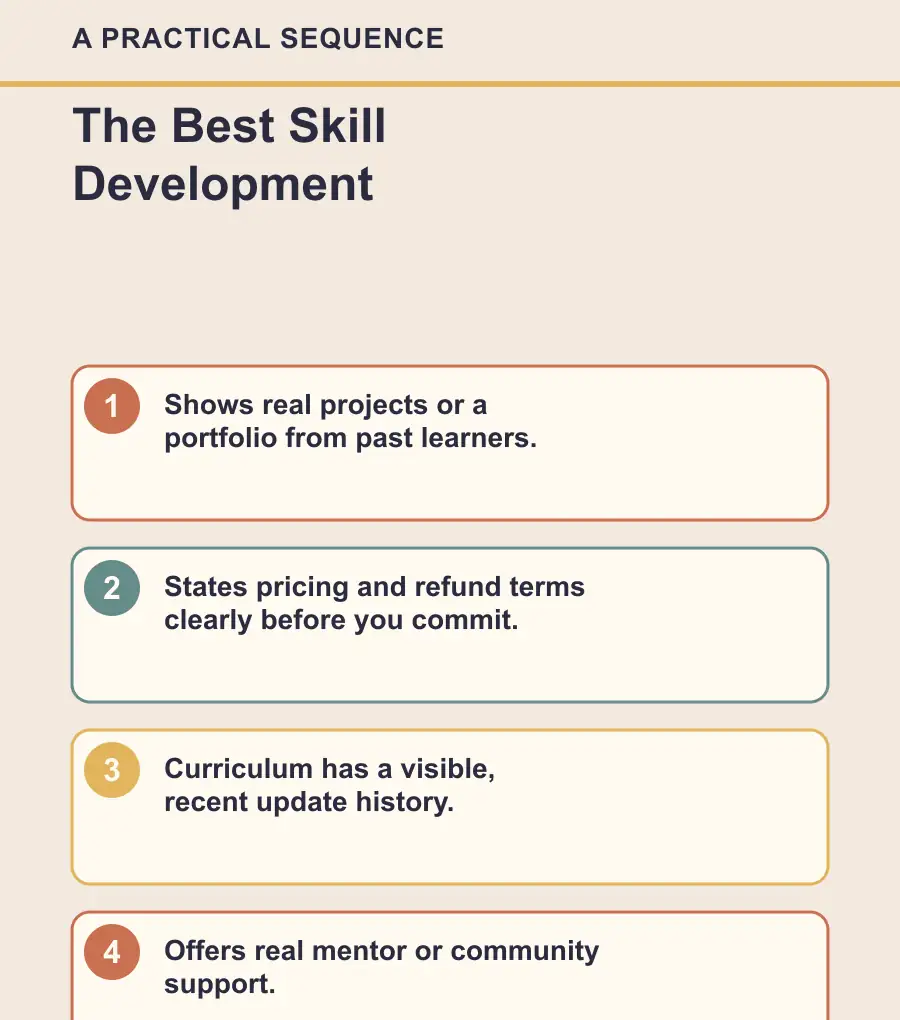 A PRACTICAL SEQUENCE
The Best Skill
Development
1
Shows real projects or a
portfolio from past learners.
2
States pricing and refund terms
clearly before you commit.
3
Curriculum has a visible,
recent update history.
4
Offers real mentor or community
support.